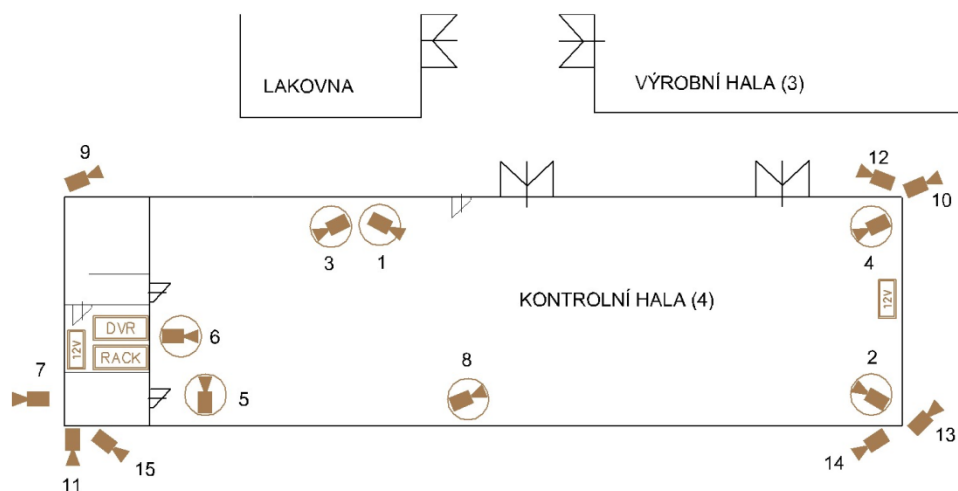 LAKOVNA
VÝROBNÍ HALA (3)
9
12
10
3
1
4
KONTROLNÍ HALA (4)
12V
DVR
6
12V
RACK
7
8
2
5
13
15
14
11